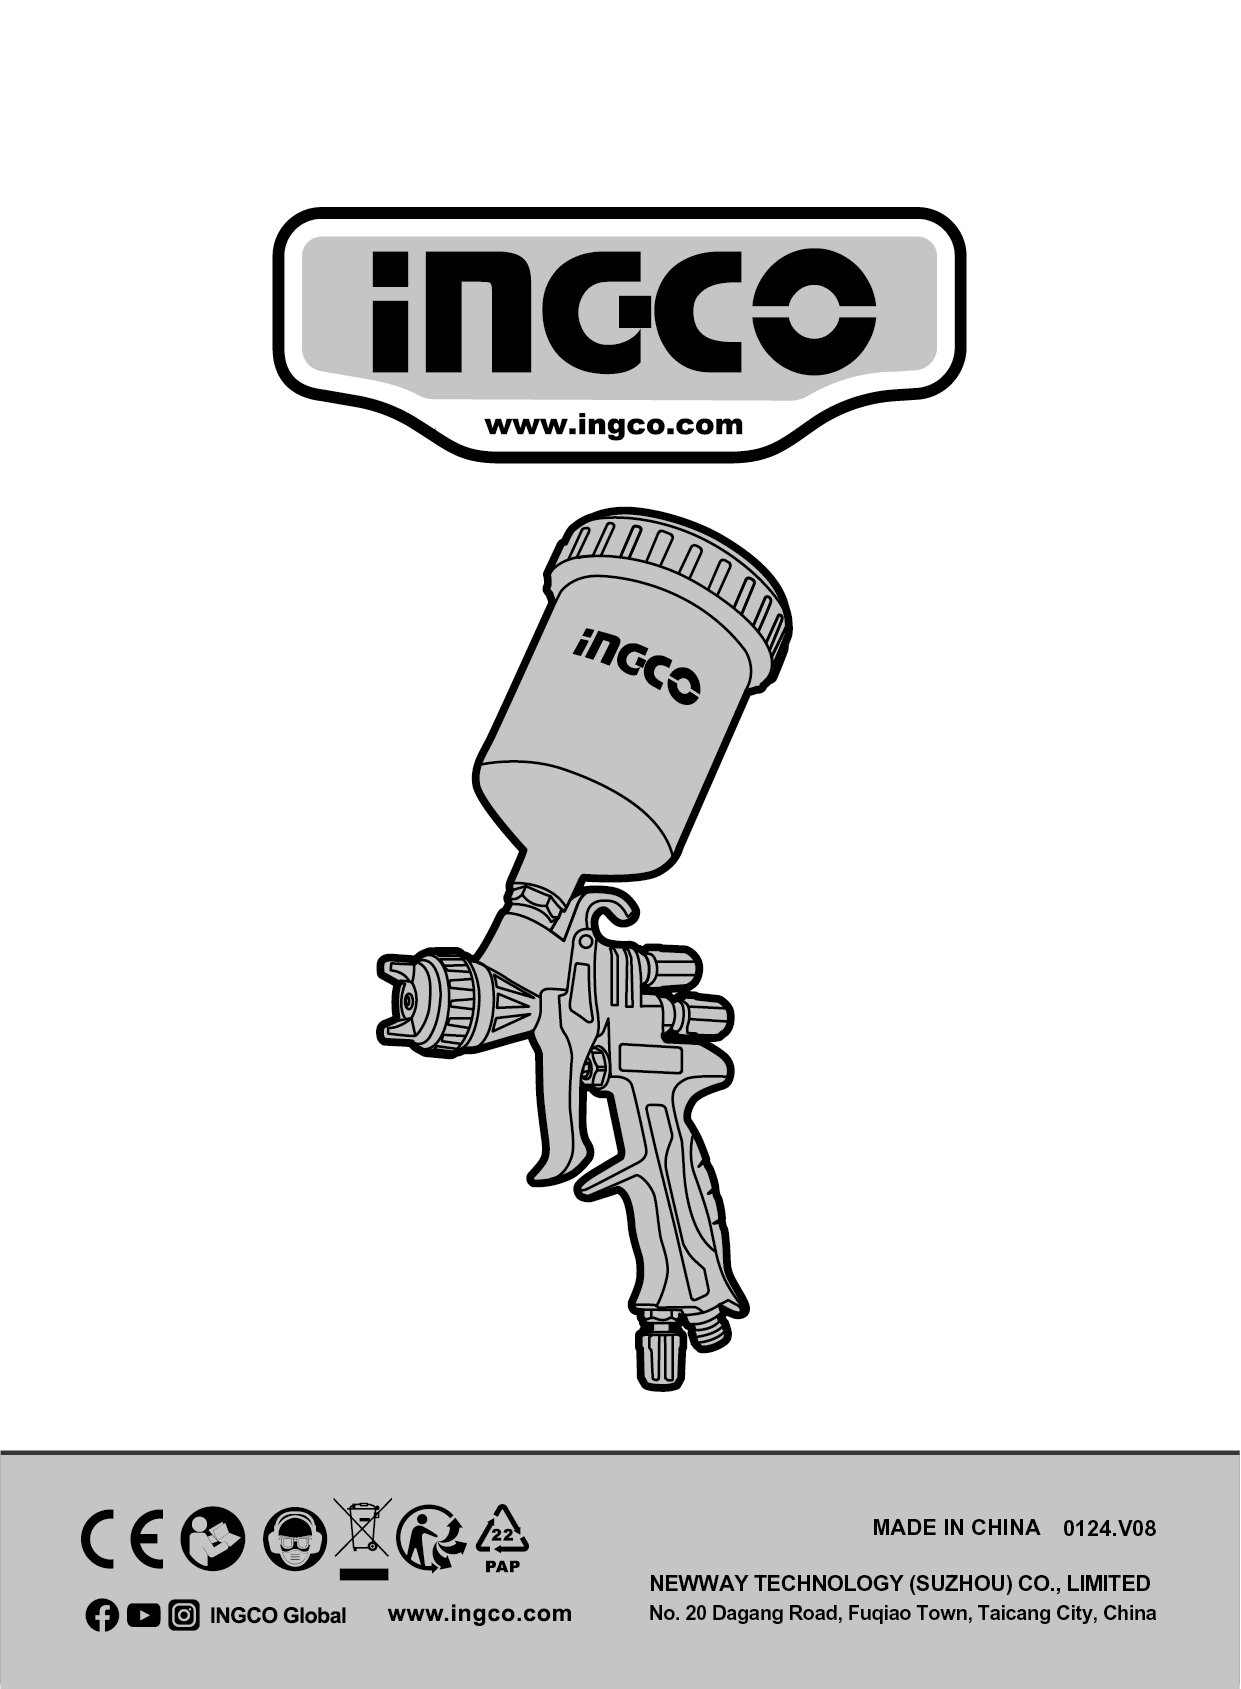 INGCO
www.ingco.com
INGCO
CE
22
PAP
MADE IN CHINA 0124.V08
NEWWAY TECHNOLOGY (SUZHOU) CO., LIMITED
No. 20 Dagang Road, Fuqiao Town, Taicang City, China
INGCO Global www.ingco.com